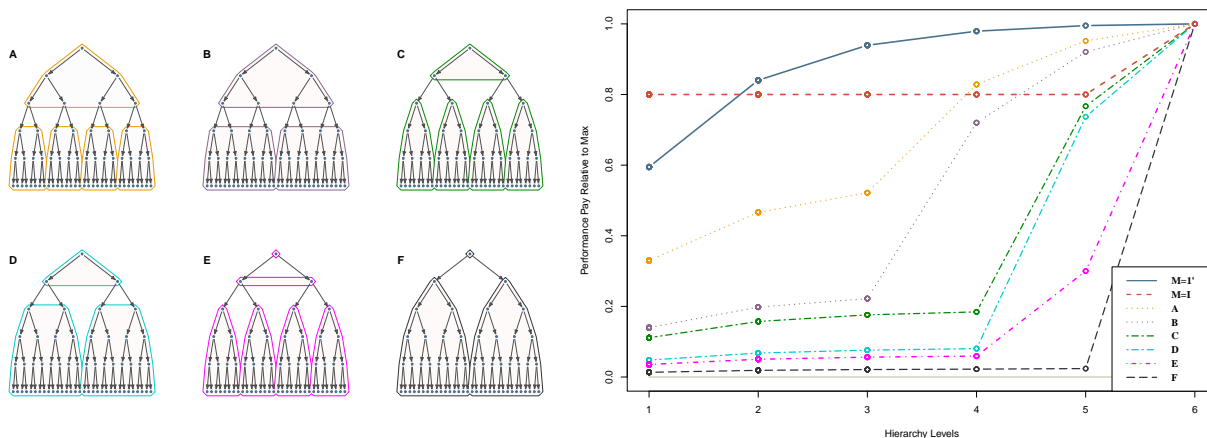 A
B
C
D
E
F
Performance Pay Relative to Max
1.0
0.8
0.6
0.4
0.2
0.0
1
2
3
4
5
6
Hierarchy Levels
M=1'
M=I
A
B
C
D
E
F